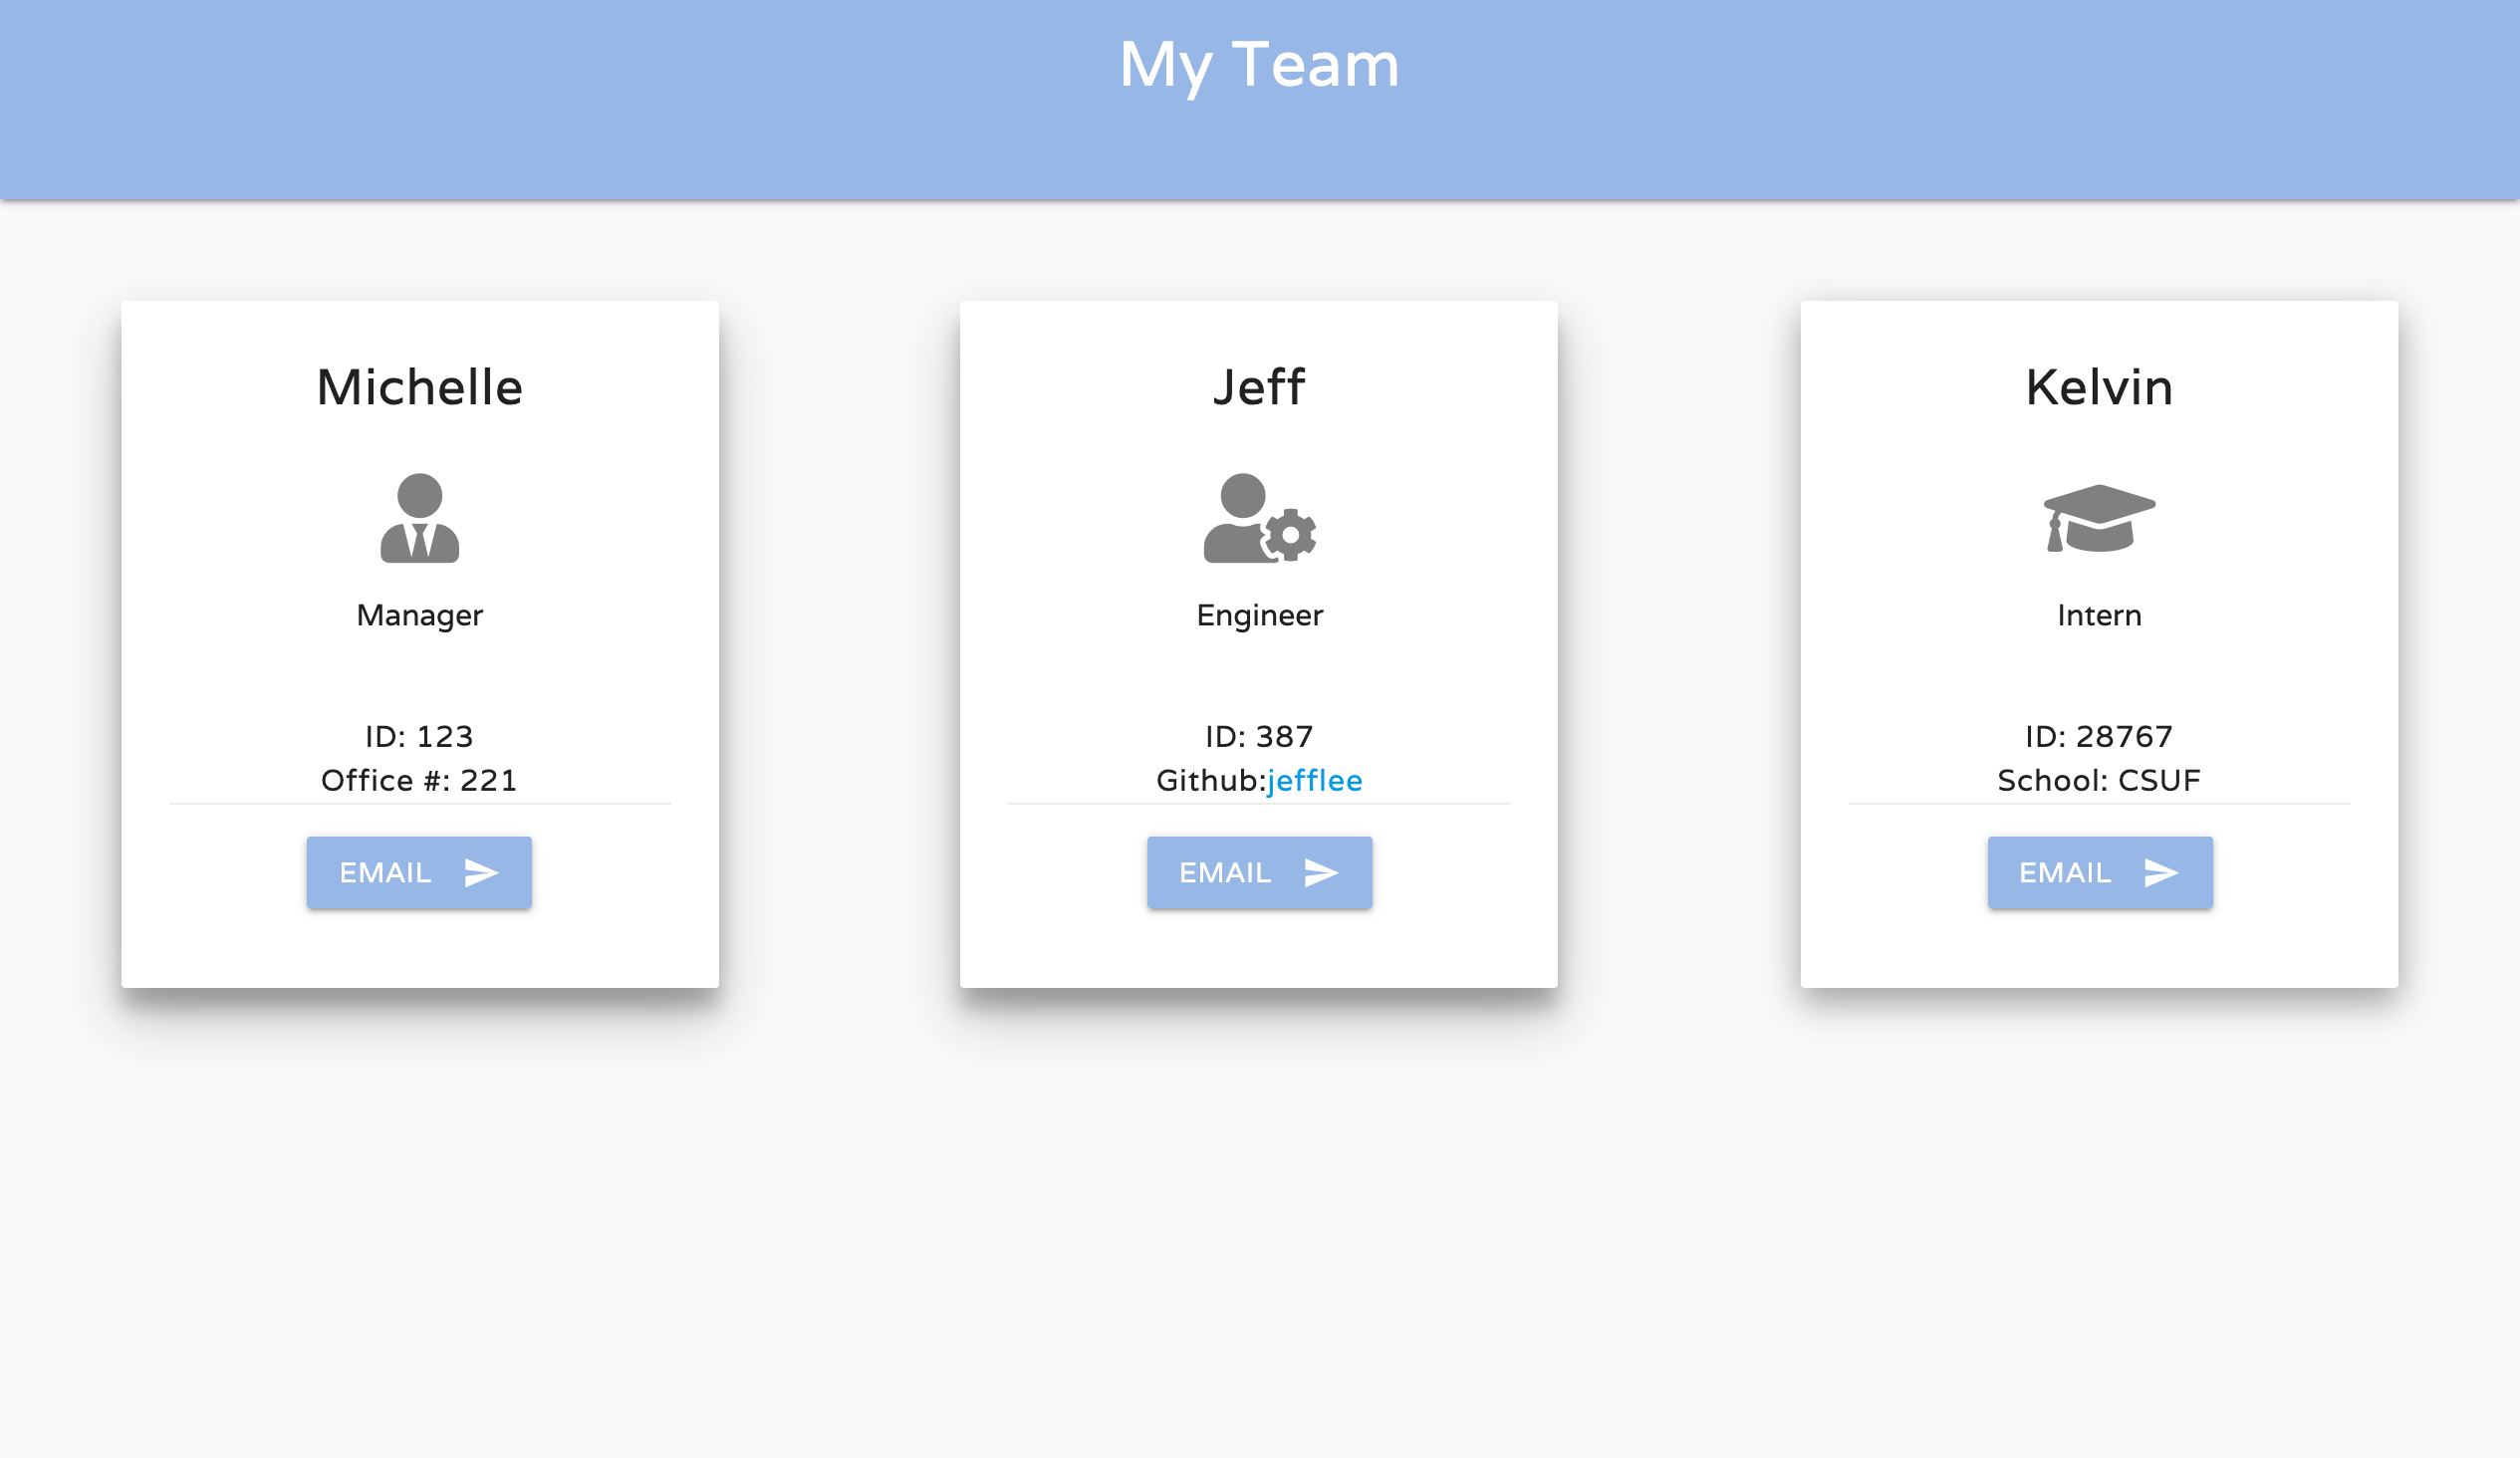 My Team
Michelle
Manager
ID: 123
Office #: 221
EMAIL
Jeff
Engineer
ID: 387
Github:jefflee
EMAIL
Kelvin
Intern
ID: 28767
School: CSUF
EMAIL